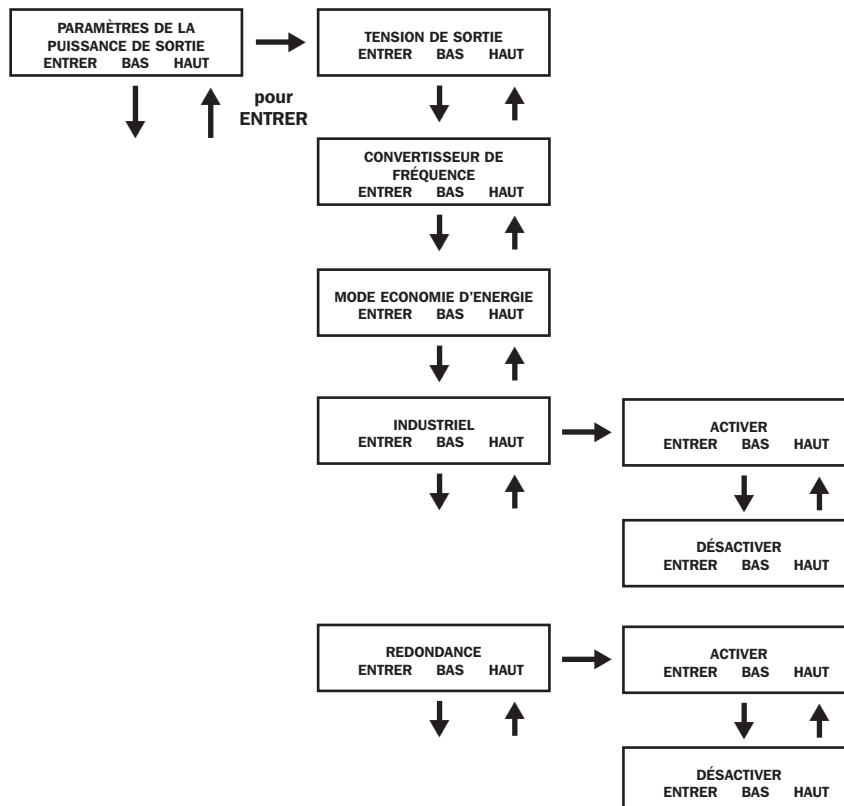 PARAMÈTRES DE LA
PUISSANCE DE SORTIE
ENTRER BAS HAUT
pour
ENTRER
TENSION DE SORTIE
ENTRER BAS HAUT
CONVERTISSEUR DE
FRÉQUENCE
ENTRER BAS HAUT
MODE ECONOMIE D'ENERGIE
ENTRER BAS HAUT
INDUSTRIEL
ENTRER BAS HAUT
ACTIVER
ENTRER BAS HAUT
DÉSACTIVER
ENTRER BAS HAUT
REDONDANCE
ENTRER BAS HAUT
ACTIVER
ENTRER BAS HAUT
DÉSACTIVER
ENTRER BAS HAUT